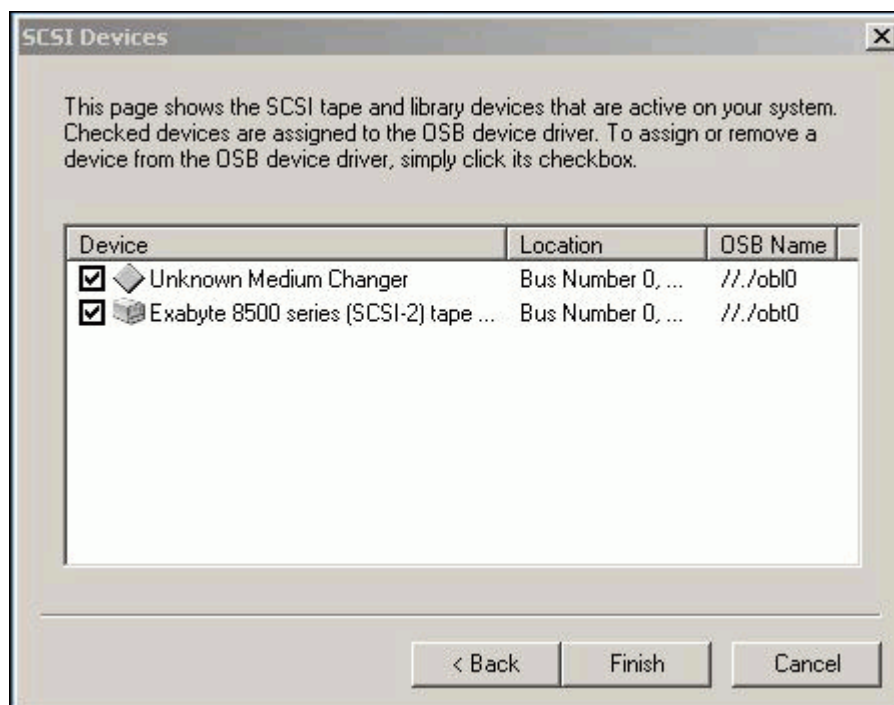 SCSI Devices
This page shows the SCSI tape and library devices that are active on your system.
Checked devices are assigned to the OSB device driver. To assign or remove a
device from the OSB device driver, simply click its checkbox.
Device Location OSB Name
Unknown Medium Changer Bus Number 0, ... //./obl0
Exabyte 8500 series (SCSI-2) tape ... Bus Number 0, ... //./obt0
< Back Finish Cancel